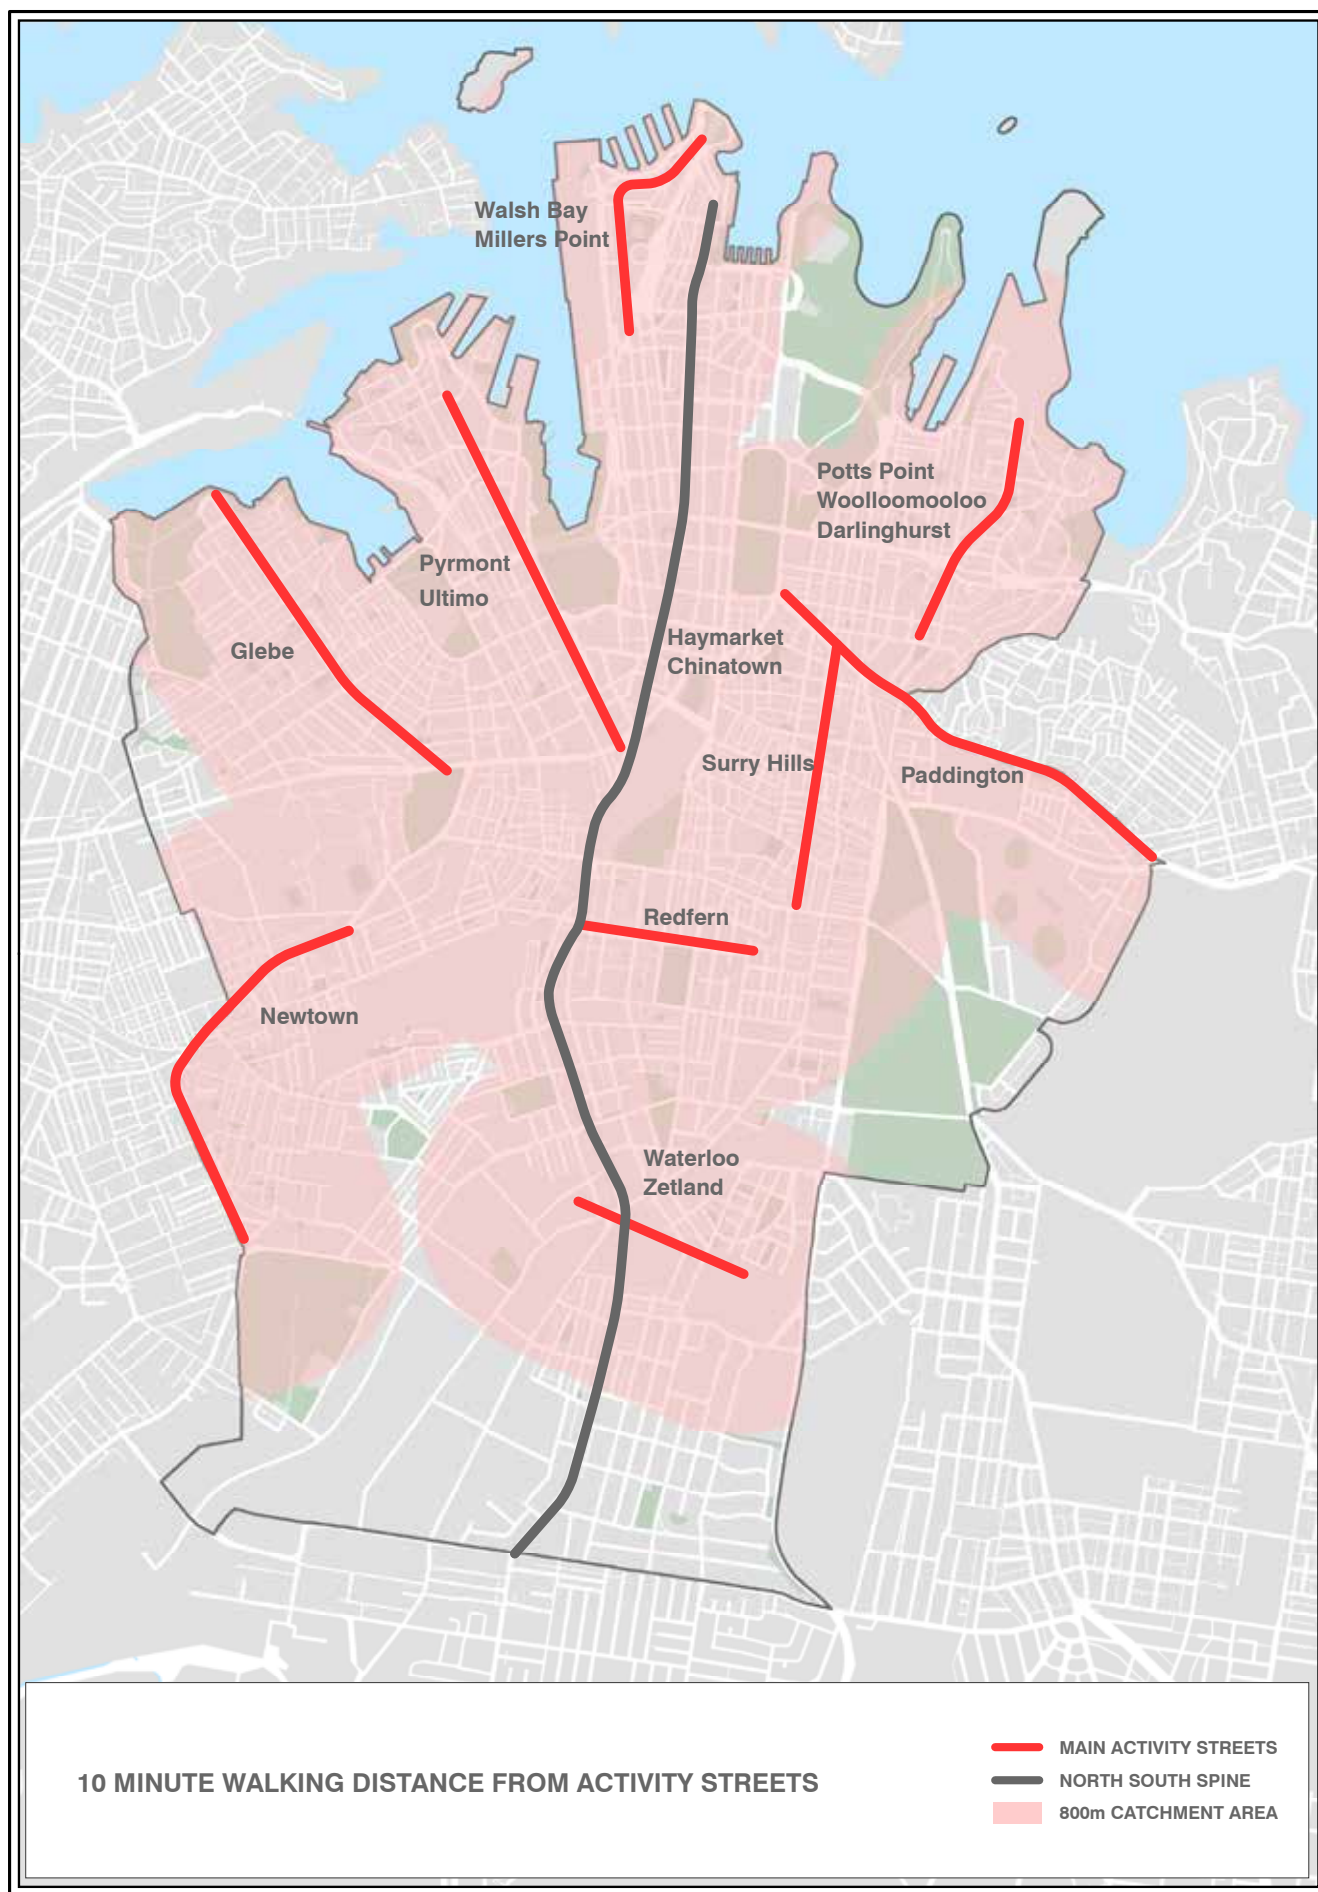 Walsh Bay
Millers Point
Potts Point
Woolloomooloo
Darlinghurst
Pyrmont
Ultimo
Glebe
Haymarket
Chinatown
Surry Hills
Paddington
Redfern
Newtown
Waterloo
Zetland
10 MINUTE WALKING DISTANCE FROM ACTIVITY STREETS
MAIN ACTIVITY STREETS
NORTH SOUTH SPINE
800m CATCHMENT AREA